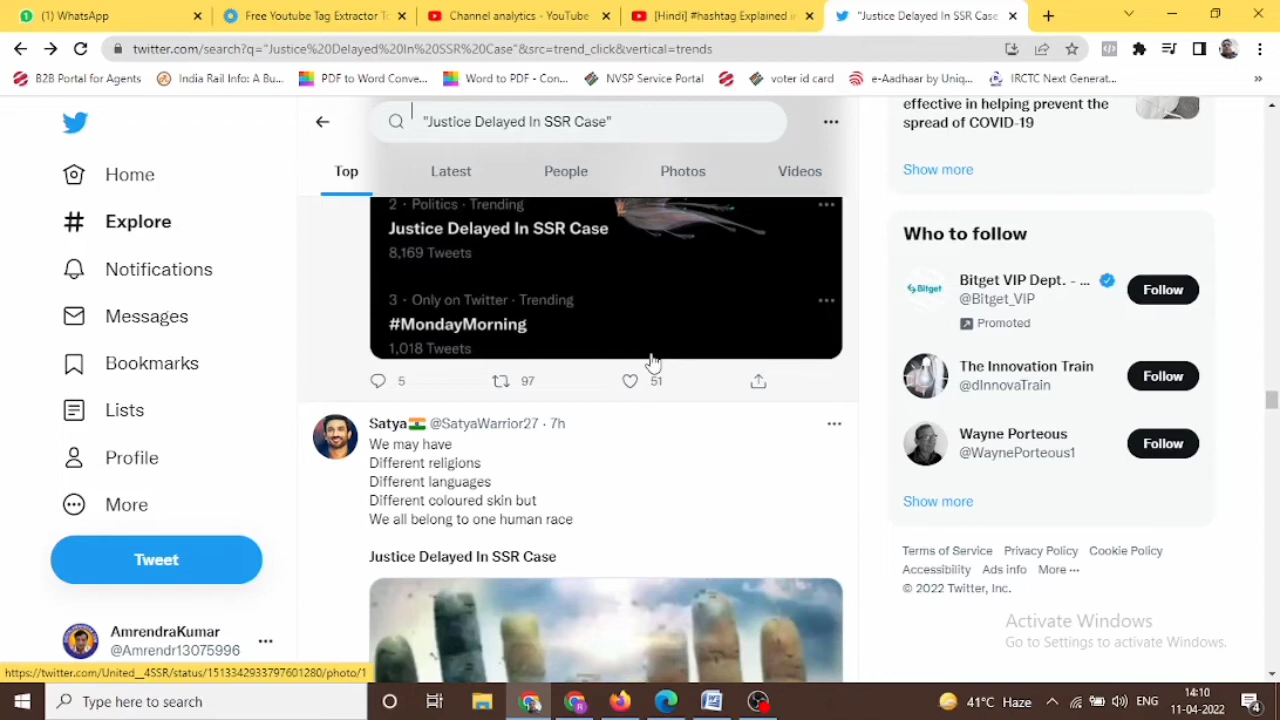 (1) WhatsApp
Free Youtube Tag Extractor T
Channel analytics - YouTube
[Hindi] #hashtag Explained i
"Justice Delayed In SSR Case"
twitter.com/search?q="Justice%20Delayed%20In%20SSR%20Case"&src=trend_click&vertical=trends
B2B Portal for Agents
India Rail Info: A Bu...
PDF to Word Conve...
Word to PDF - Con...
NVSP Service Portal
voter id card
e-Aadhaar by Uniq...
IRCTC Next Generat...
Home
Explore
Notifications
Messages
Bookmarks
Lists
Profile
More
Tweet
AmrendraKumar
@Amrendr13075996
"Justice Delayed In SSR Case"
Top Latest People Photos Videos
2 · Politics · Trending
Justice Delayed In SSR Case
8,169 Tweets
3 · Only on Twitter · Trending
#MondayMorning
1,018 Tweets
5 97 51
Satya🇮🇳 @SatyaWarrior27 · 7h
We may have
Different religions
Different languages
Different coloured skin but
We all belong to one human race
Justice Delayed In SSR Case
effective in helping prevent the
spread of COVID-19
Show more
Who to follow
Bitget VIP Dept. - ...
@Bitget_VIP
Promoted
Follow
The Innovation Train
@dInnovaTrain
Follow
Wayne Porteous
@WaynePorteous1
Follow
Show more
Terms of Service Privacy Policy Cookie Policy
Accessibility Ads info More ···
© 2022 Twitter, Inc.
Activate Windows
Go to Settings to activate Windows.
https://twitter.com/United__4SSR/status/1513342933797601280/photo/1
Type here to search
41°C Haze
ENG
14:10
11-04-2022
4